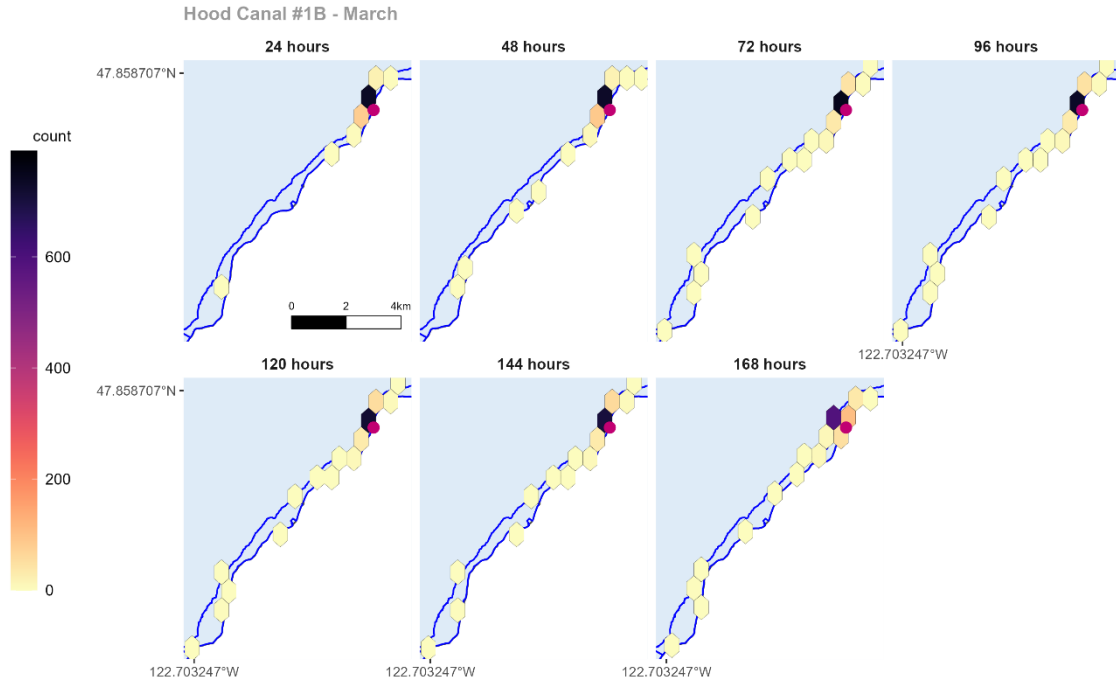 Hood Canal #1B - March
24 hours
48 hours
72 hours
96 hours
47.858707°N
count
600
400
200
0
0 2 4km
122.703247°W
120 hours
144 hours
168 hours
47.858707°N
122.703247°W
122.703247°W
122.703247°W